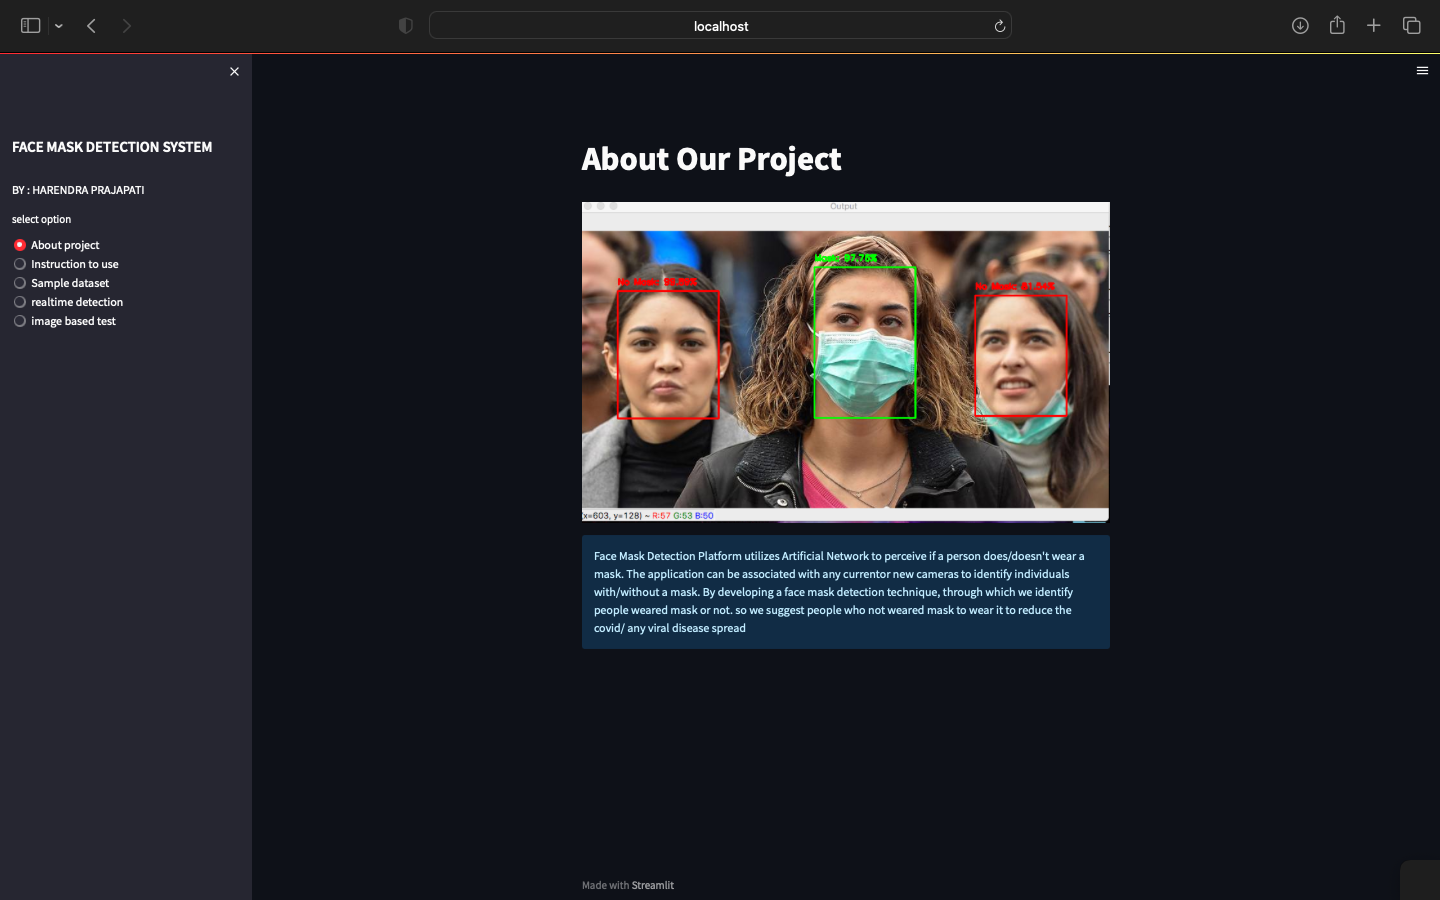 localhost
FACE MASK DETECTION SYSTEM
BY : HARENDRA PRAJAPATI
select option
About project
Instruction to use
Sample dataset
realtime detection
image based test
About Our Project
Output
Mask: 97.75%
No Mask:
No Mask:
(x=603, y=128) ~ R:57 G:53 B:50
Face Mask Detection Platform utilizes Artificial Network to perceive if a person does/doesn't wear a
mask. The application can be associated with any currentor new cameras to identify individuals
with/without a mask. By developing a face mask detection technique, through which we identify
people weared mask or not. so we suggest people who not weared mask to wear it to reduce the
covid/ any viral disease spread
Made with Streamlit